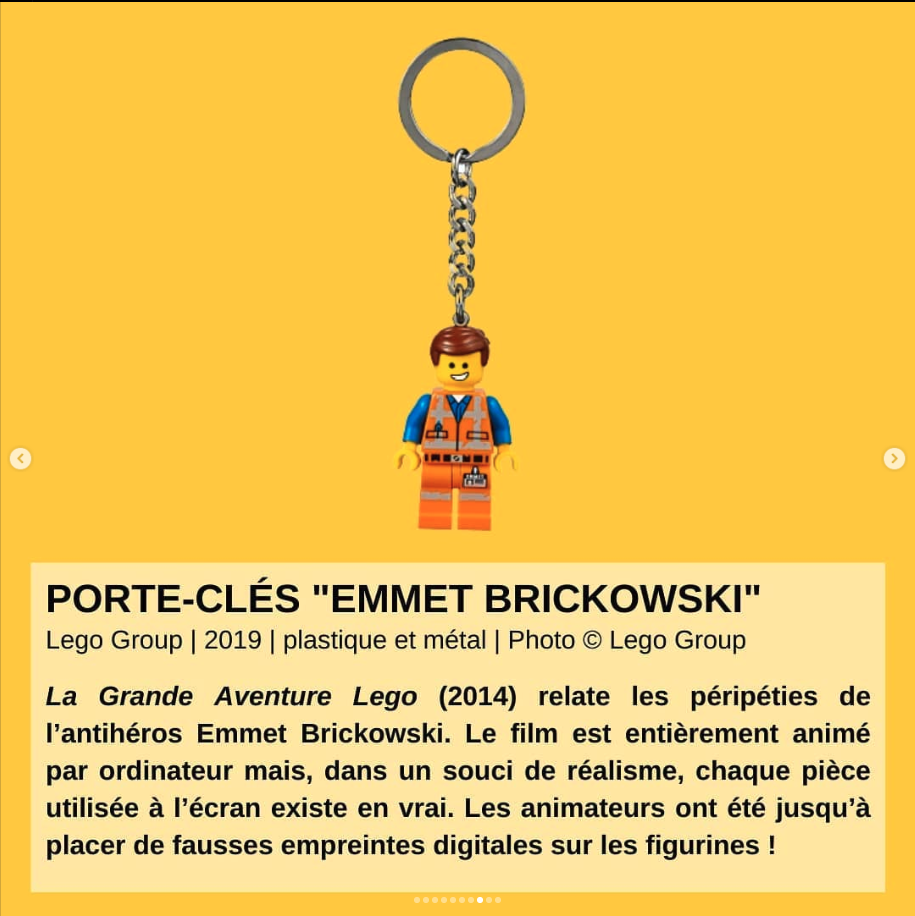 PORTE-CLÉS "EMMET BRICKOWSKI"
Lego Group | 2019 | plastique et métal | Photo © Lego Group
La Grande Aventure Lego (2014) relate les péripéties de
l’antihéros Emmet Brickowski. Le film est entièrement animé
par ordinateur mais, dans un souci de réalisme, chaque pièce
utilisée à l’écran existe en vrai. Les animateurs ont été jusqu’à
placer de fausses empreintes digitales sur les figurines !